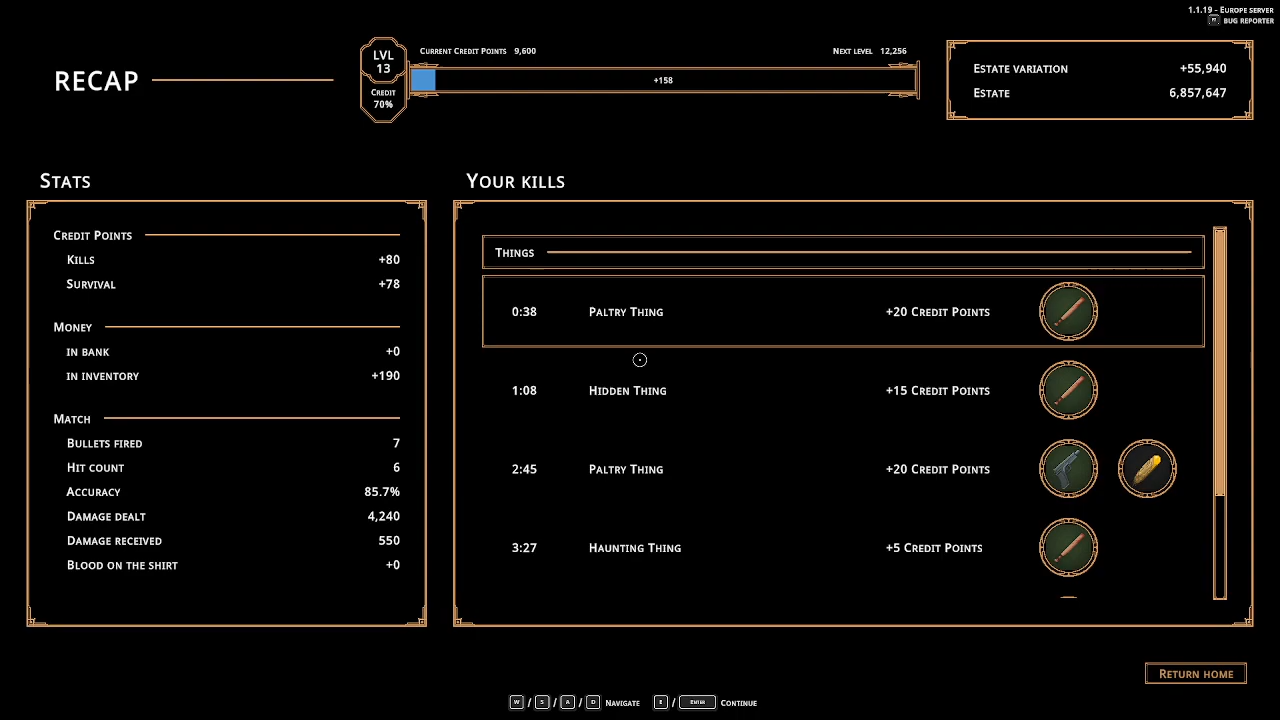 1.1.19 - Europe server
BUG REPORTER
RECAP
LVL
13
Credit
70%
Current Credit Points 9,600
Next level 12,256
+158
Estate variation +55,940
Estate 6,857,647
Stats
Credit Points
Kills +80
Survival +78
Money
in bank +0
in inventory +190
Match
Bullets fired 7
Hit count 6
Accuracy 85.7%
Damage dealt 4,240
Damage received 550
Blood on the shirt +0
Your kills
Things
0:38 Paltry Thing +20 Credit Points
1:08 Hidden Thing +15 Credit Points
2:45 Paltry Thing +20 Credit Points
3:27 Haunting Thing +5 Credit Points
Return home
W / S / A / D Navigate E / Enter Continue